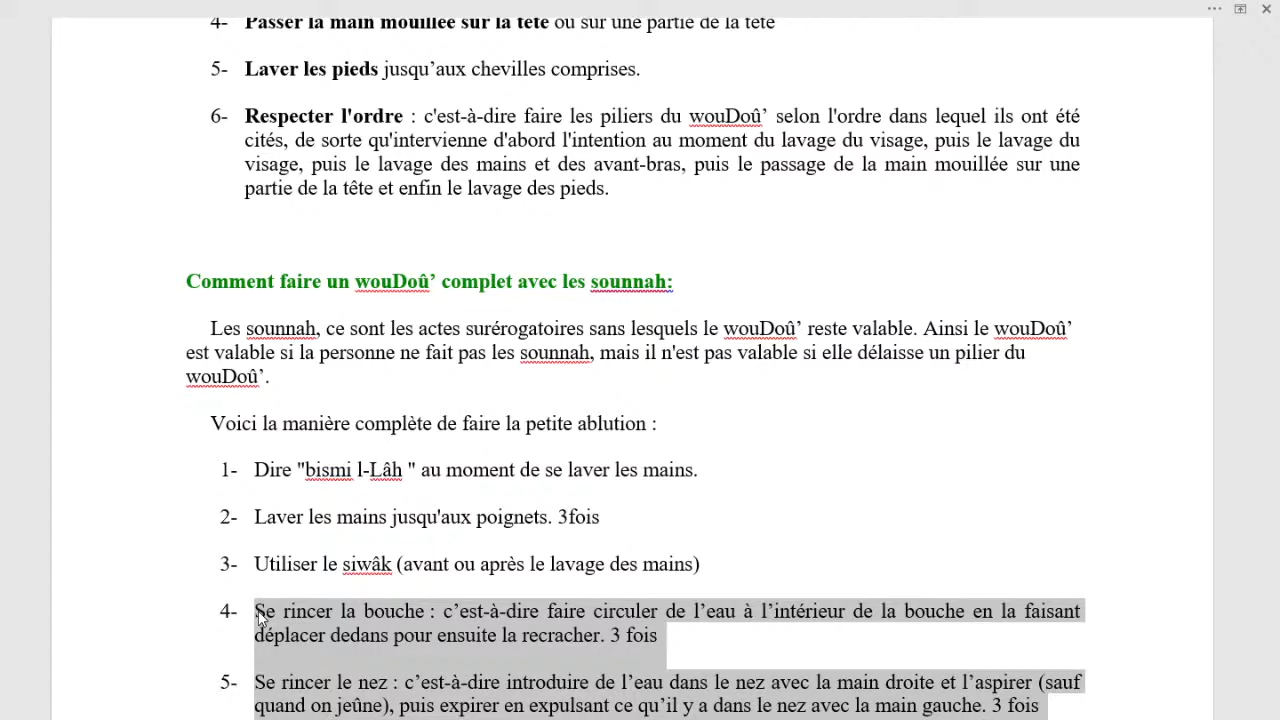 4- Passer la main mouillée sur la tête ou sur une partie de la tête
5- Laver les pieds jusqu’aux chevilles comprises.
6- Respecter l'ordre : c'est-à-dire faire les piliers du wouDoû’ selon l'ordre dans lequel ils ont été
cités, de sorte qu'intervienne d'abord l'intention au moment du lavage du visage, puis le lavage du
visage, puis le lavage des mains et des avant-bras, puis le passage de la main mouillée sur une
partie de la tête et enfin le lavage des pieds.
Comment faire un wouDoû’ complet avec les sounnah:
Les sounnah, ce sont les actes surérogatoires sans lesquels le wouDoû’ reste valable. Ainsi le wouDoû’
est valable si la personne ne fait pas les sounnah, mais il n'est pas valable si elle délaisse un pilier du
wouDoû’.
Voici la manière complète de faire la petite ablution :
1- Dire "bismi l-Lâh " au moment de se laver les mains.
2- Laver les mains jusqu'aux poignets. 3fois
3- Utiliser le siwâk (avant ou après le lavage des mains)
4- Se rincer la bouche : c’est-à-dire faire circuler de l’eau à l’intérieur de la bouche en la faisant
déplacer dedans pour ensuite la recracher. 3 fois
5- Se rincer le nez : c’est-à-dire introduire de l’eau dans le nez avec la main droite et l’aspirer (sauf
quand on jeûne), puis expirer en expulsant ce qu’il y a dans le nez avec la main gauche. 3 fois